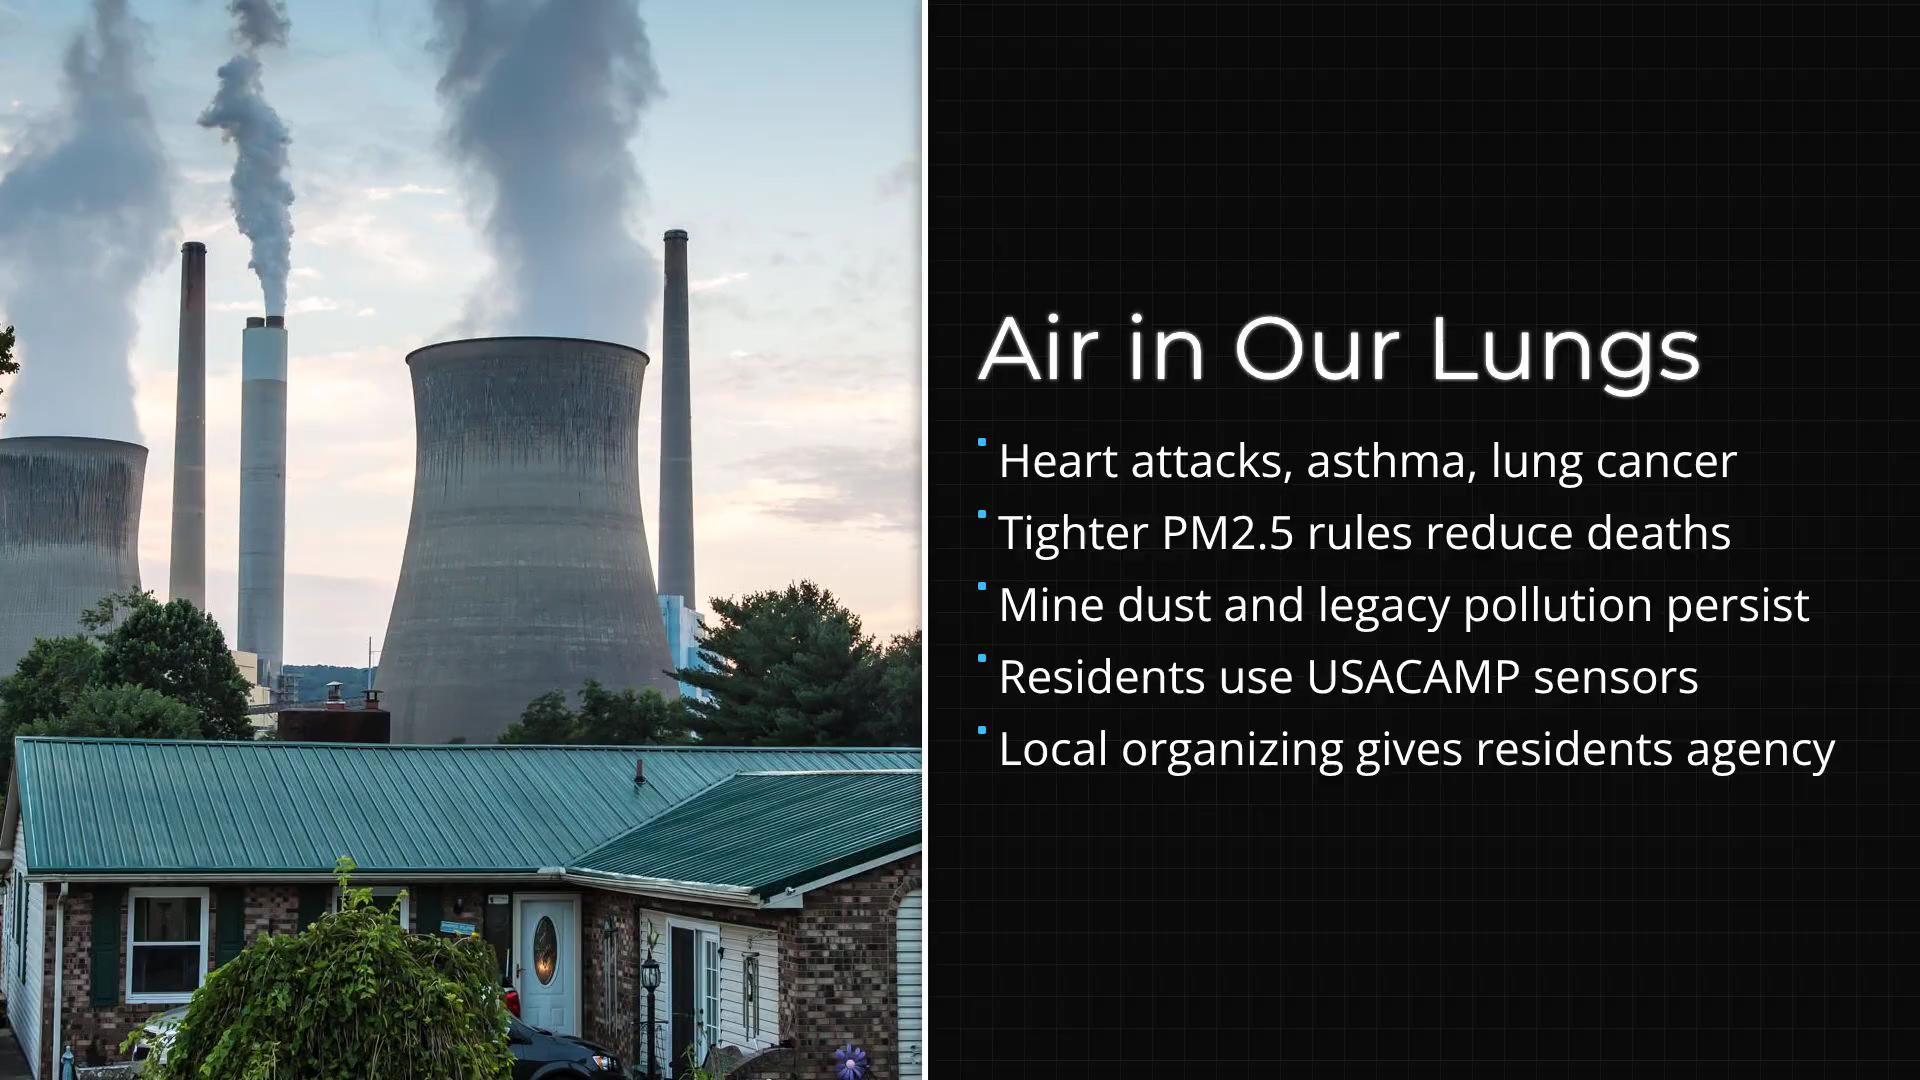 Air in Our Lungs
Heart attacks, asthma, lung cancer
Tighter PM2.5 rules reduce deaths
Mine dust and legacy pollution persist
Residents use USACAMP sensors
Local organizing gives residents agency